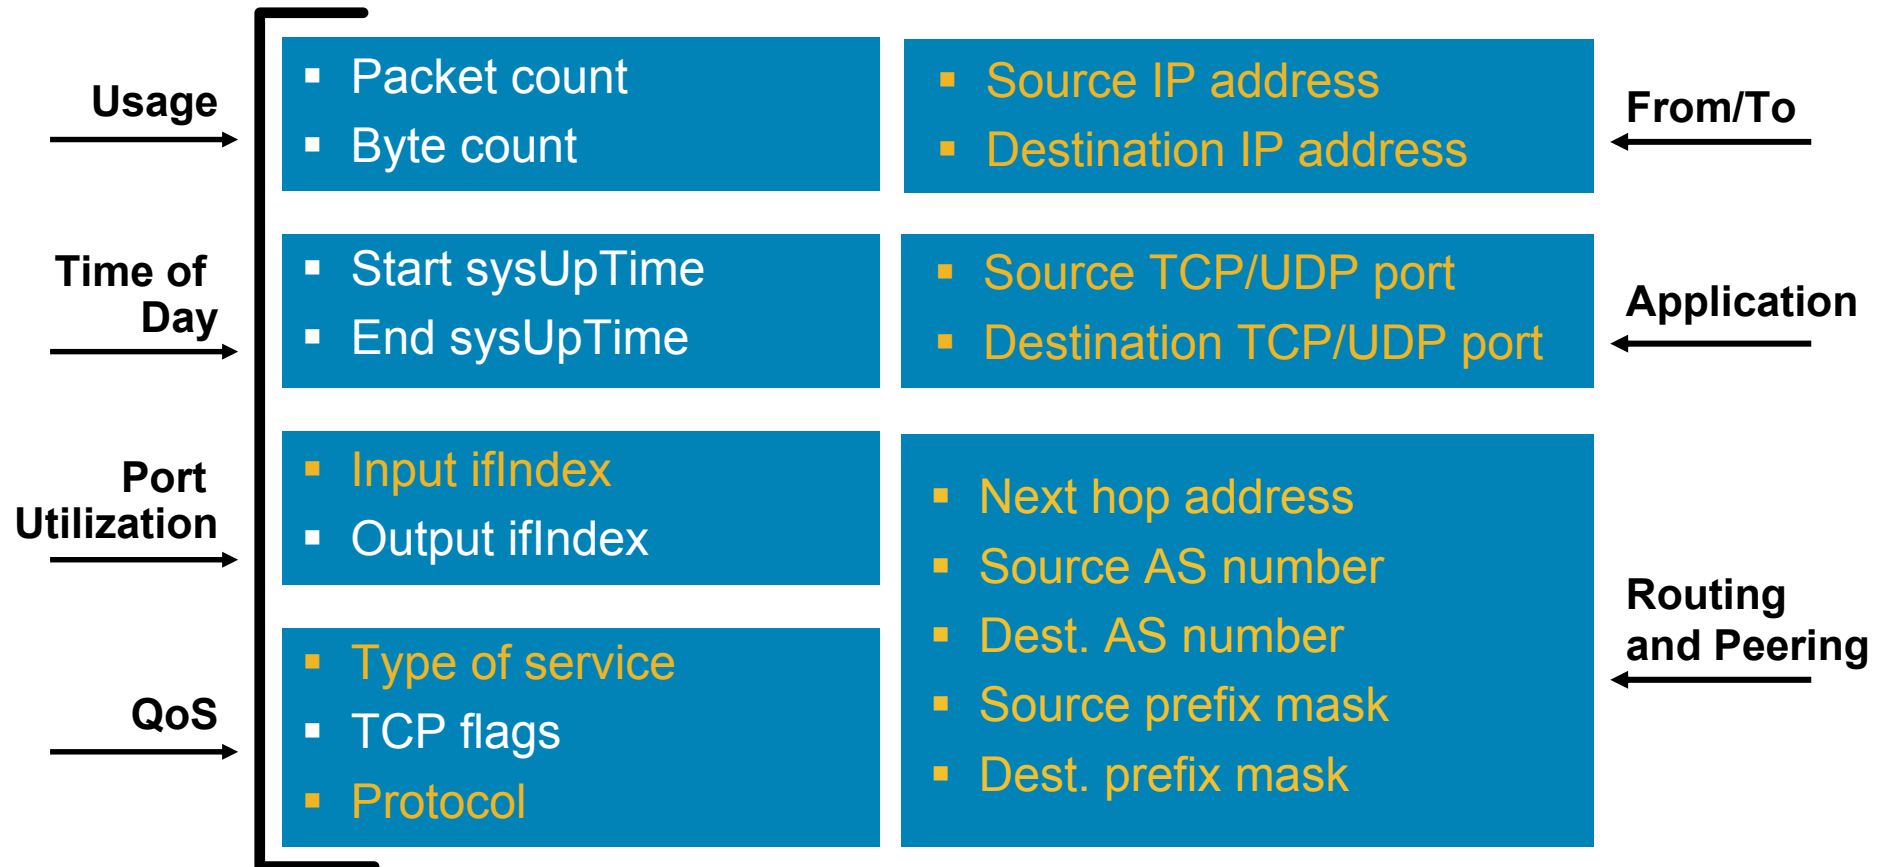 Usage
Packet count
Byte count
Source IP address
Destination IP address
From/To
Time of
Day
Start sysUpTime
End sysUpTime
Source TCP/UDP port
Destination TCP/UDP port
Application
Port
Utilization
Input ifIndex
Output ifIndex
Next hop address
Source AS number
Dest. AS number
Source prefix mask
Dest. prefix mask
Routing
and Peering
QoS
Type of service
TCP flags
Protocol